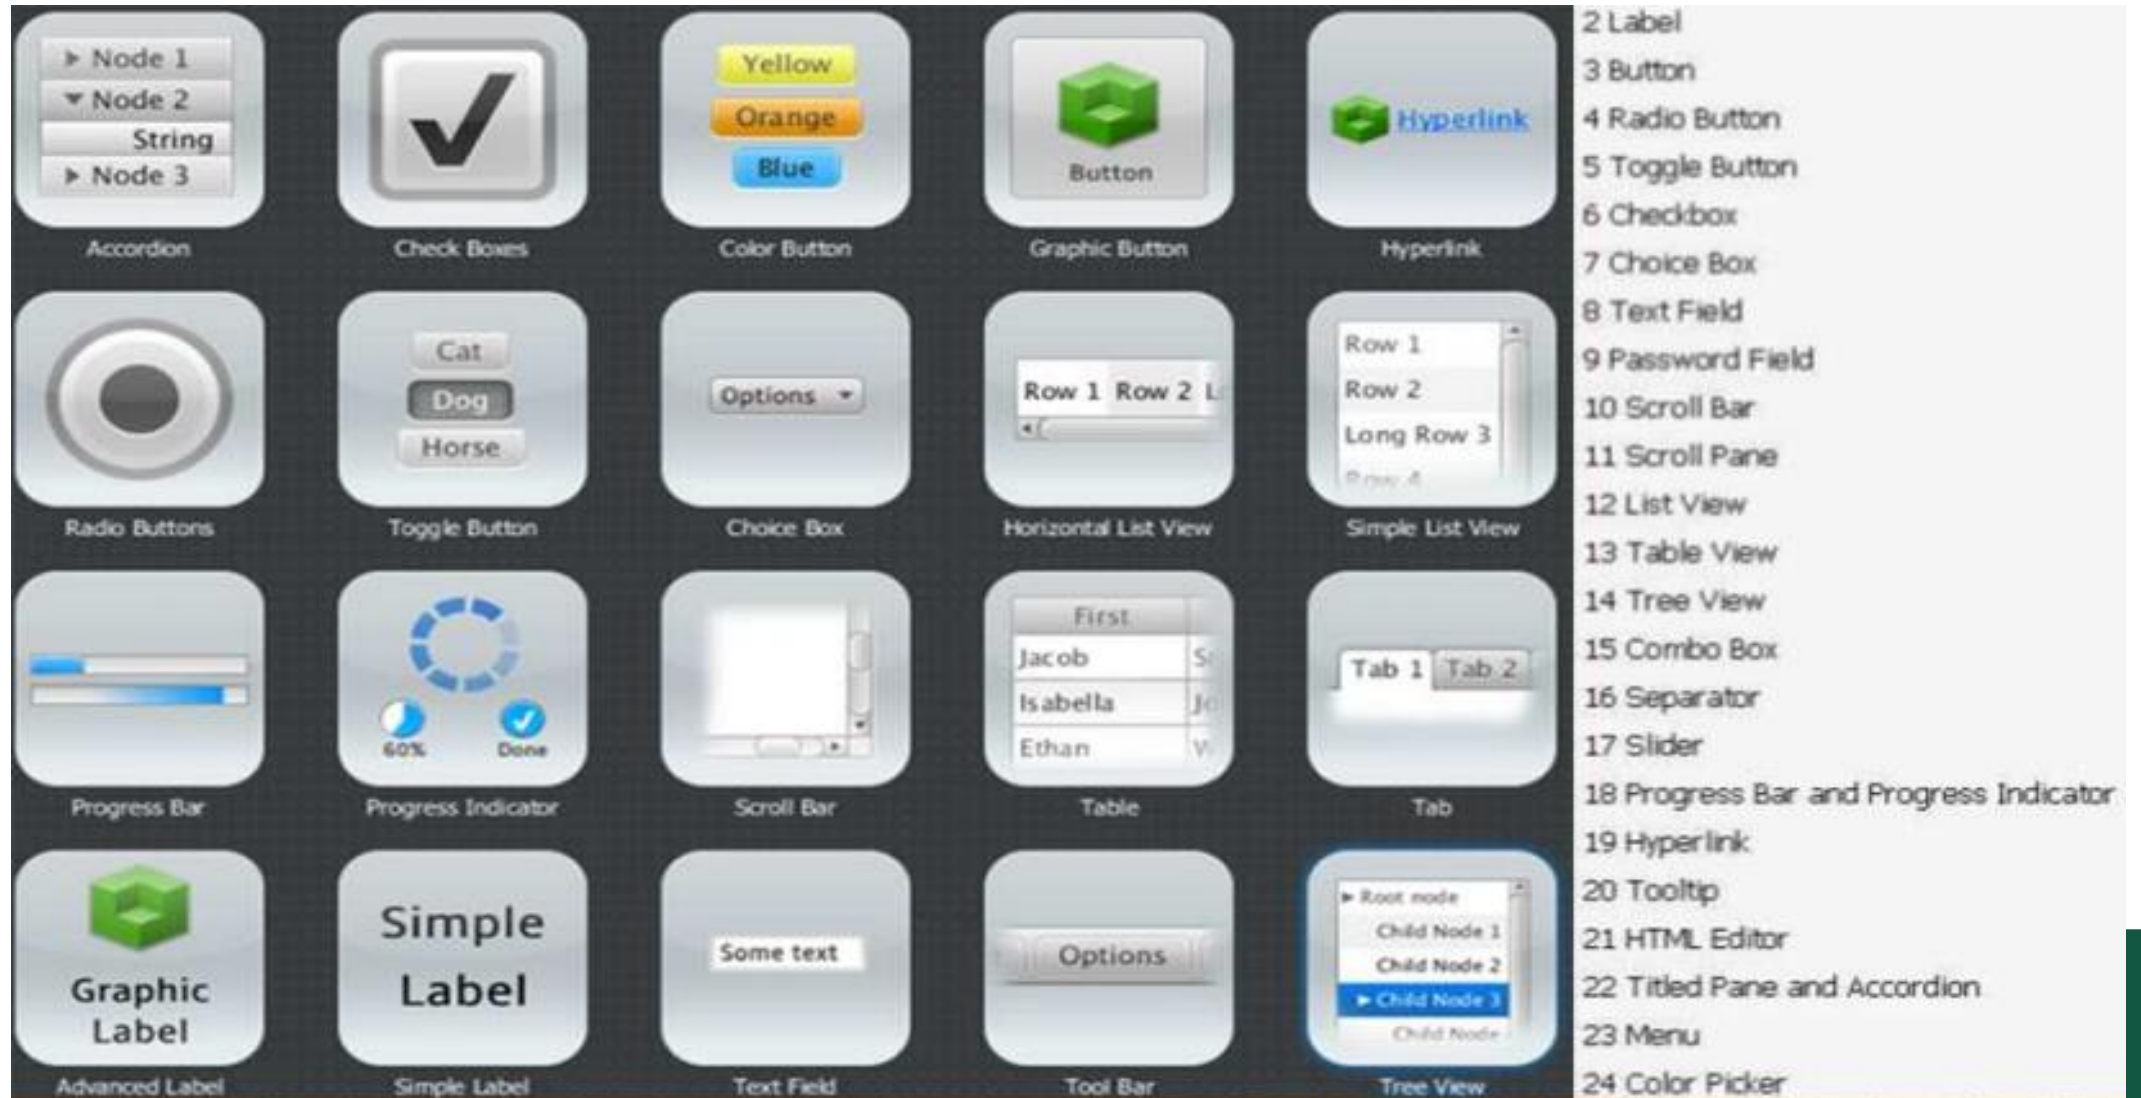 Node 1
Node 2
String
Node 3
Accordion
Check Boxes
Yellow
Orange
Blue
Color Button
Button
Graphic Button
Hyperlink
Hyperlink
Radio Buttons
Cat
Dog
Horse
Toggle Button
Options
Choice Box
Row 1 Row 2 L
Horizontal List View
Row 1
Row 2
Long Row 3
Row 4
Simple List View
Progress Bar
60% Done
Progress Indicator
Scroll Bar
First
Jacob S
Isabella Jo
Ethan W
Table
Tab 1 Tab 2
Tab
Graphic
Label
Advanced Label
Simple
Label
Simple Label
Some text
Text Field
Options
Tool Bar
Root node
Child Node 1
Child Node 2
Child Node 3
Child Node
Tree View
2 Label
3 Button
4 Radio Button
5 Toggle Button
6 Checkbox
7 Choice Box
8 Text Field
9 Password Field
10 Scroll Bar
11 Scroll Pane
12 List View
13 Table View
14 Tree View
15 Combo Box
16 Separator
17 Slider
18 Progress Bar and Progress Indicator
19 Hyperlink
20 Tooltip
21 HTML Editor
22 Titled Pane and Accordion
23 Menu
24 Color Picker